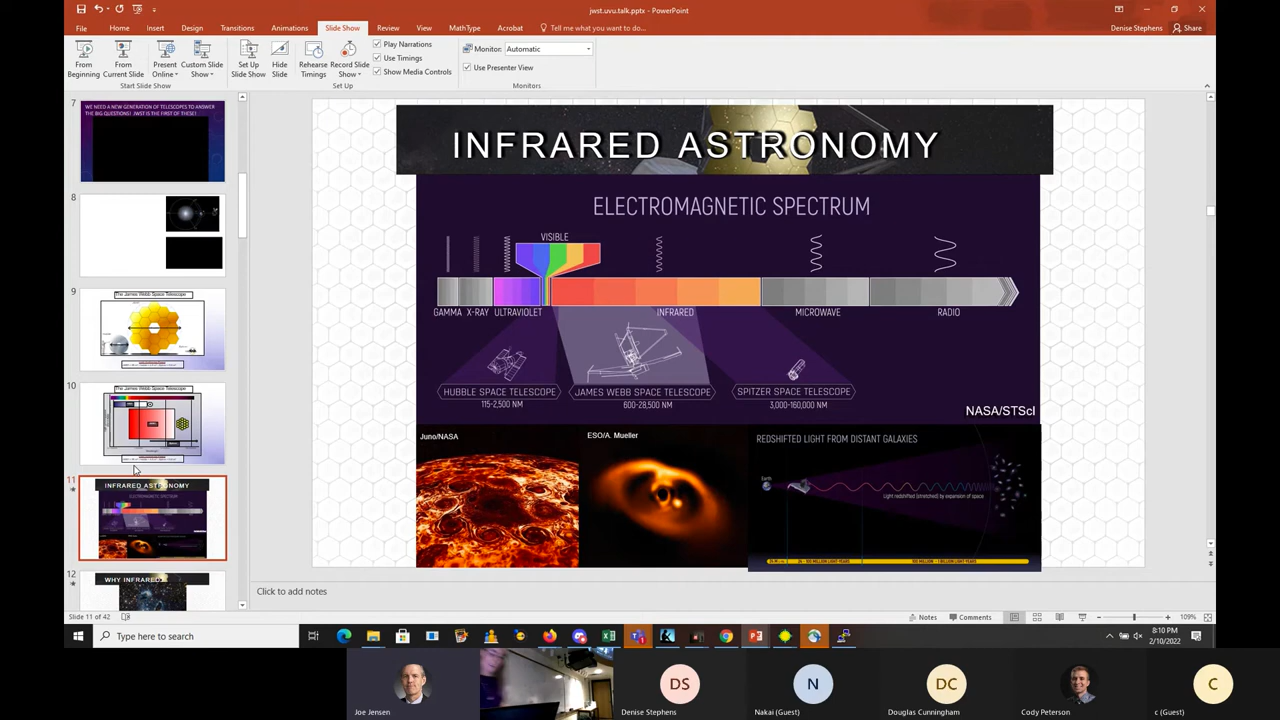 jwst.uvu.talk.pptx - PowerPoint
File Home Insert Design Transitions Animations Slide Show Review View MathType Acrobat Tell me what you want to do...
Denise Stephens Share
From Beginning
From Current Slide
Present Online
Custom Slide Show
Set Up Slide Show
Hide Slide
Rehearse Timings
Record Slide Show
Play Narrations
Use Timings
Show Media Controls
Monitor: Automatic
Use Presenter View
Start Slide Show
Set Up
Monitors
7
WE NEED A NEW GENERATION OF TELESCOPES TO ANSWER
THE BIG QUESTIONS! JWST IS THE FIRST OF THESE!
8
9
The James Webb Space Telescope
10
The James Webb Space Telescope
11
INFRARED ASTRONOMY
ELECTROMAGNETIC SPECTRUM
12
WHY INFRARED?
INFRARED ASTRONOMY
ELECTROMAGNETIC SPECTRUM
VISIBLE
GAMMA X-RAY ULTRAVIOLET INFRARED MICROWAVE RADIO
HUBBLE SPACE TELESCOPE
115-2,500 NM
JAMES WEBB SPACE TELESCOPE
600-28,500 NM
SPITZER SPACE TELESCOPE
3,000-160,000 NM
NASA/STScI
Juno/NASA
ESO/A. Mueller
REDSHIFTED LIGHT FROM DISTANT GALAXIES
Earth
Light redshifted (stretched) by expansion of space
Click to add notes
Slide 11 of 42
Notes Comments 109%
Type here to search
8:10 PM
2/10/2022
Joe Jensen
DS
Denise Stephens
N
Nakai (Guest)
DC
Douglas Cunningham
Cody Peterson
C
c (Guest)